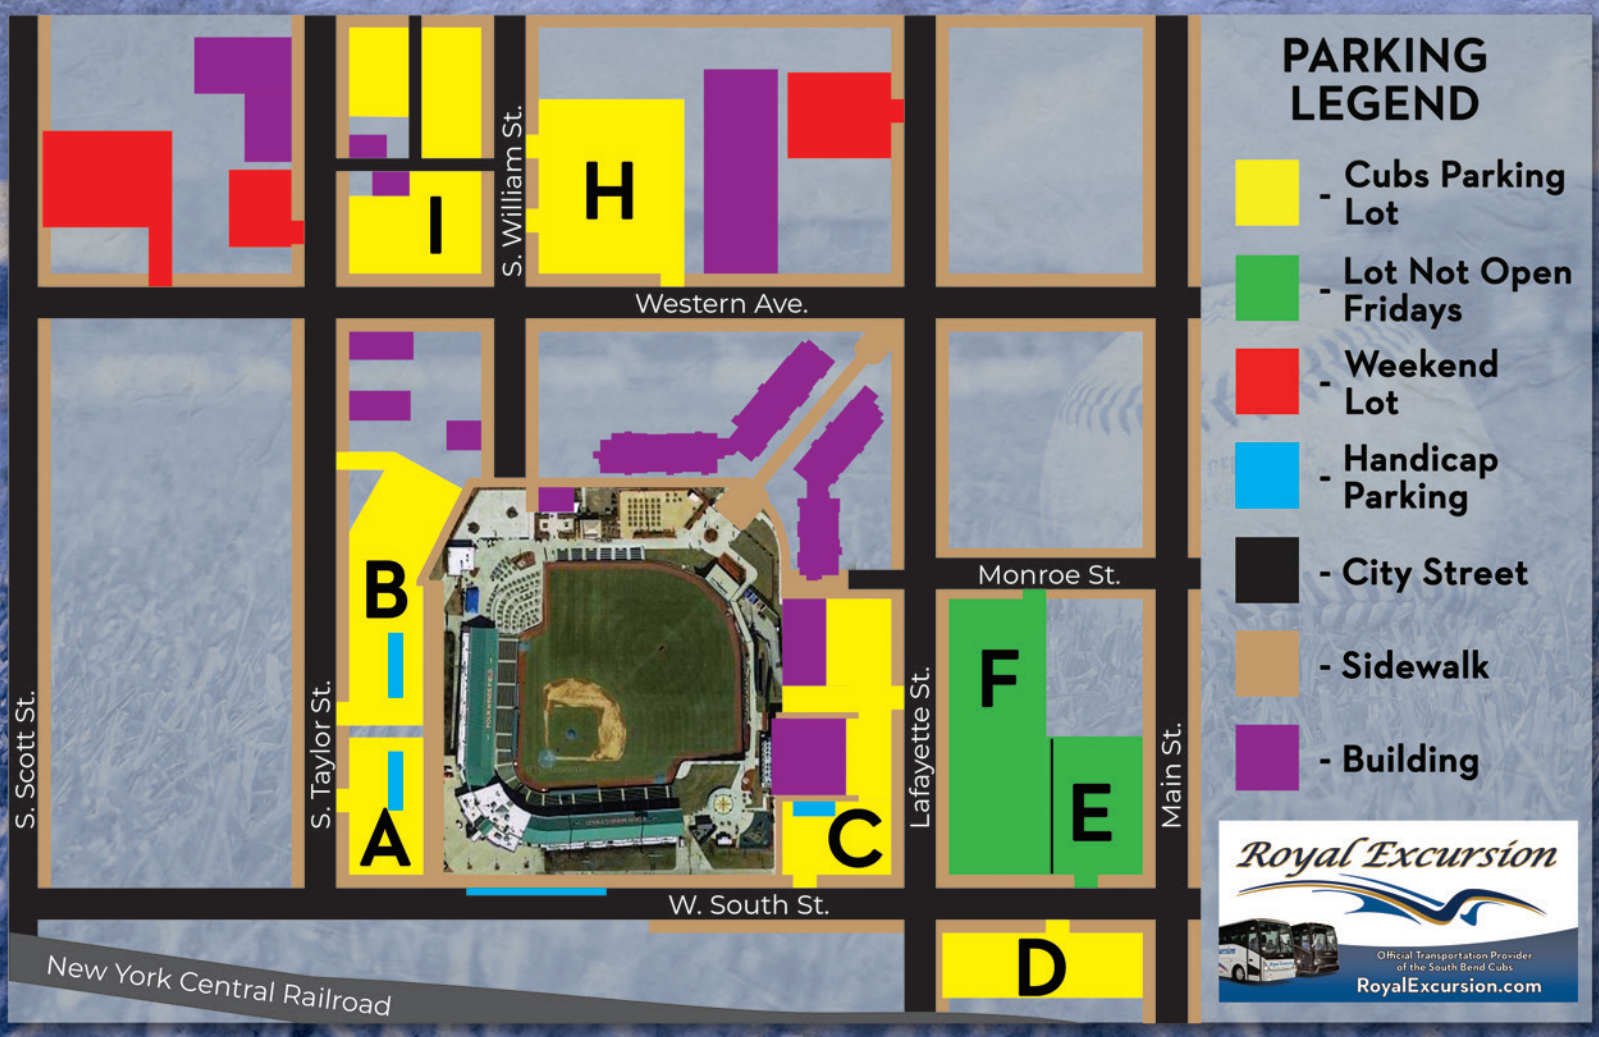 PARKING
LEGEND
- Cubs Parking
Lot
- Lot Not Open
Fridays
- Weekend
Lot
- Handicap
Parking
- City Street
- Sidewalk
- Building
S. William St.
H
I
Western Ave.
B
Monroe St.
F
S. Scott St.
S. Taylor St.
Lafayette St.
Main St.
A
C
E
W. South St.
D
New York Central Railroad
Royal Excursion
Official Transportation Provider
of the South Bend Cubs
RoyalExcursion.com